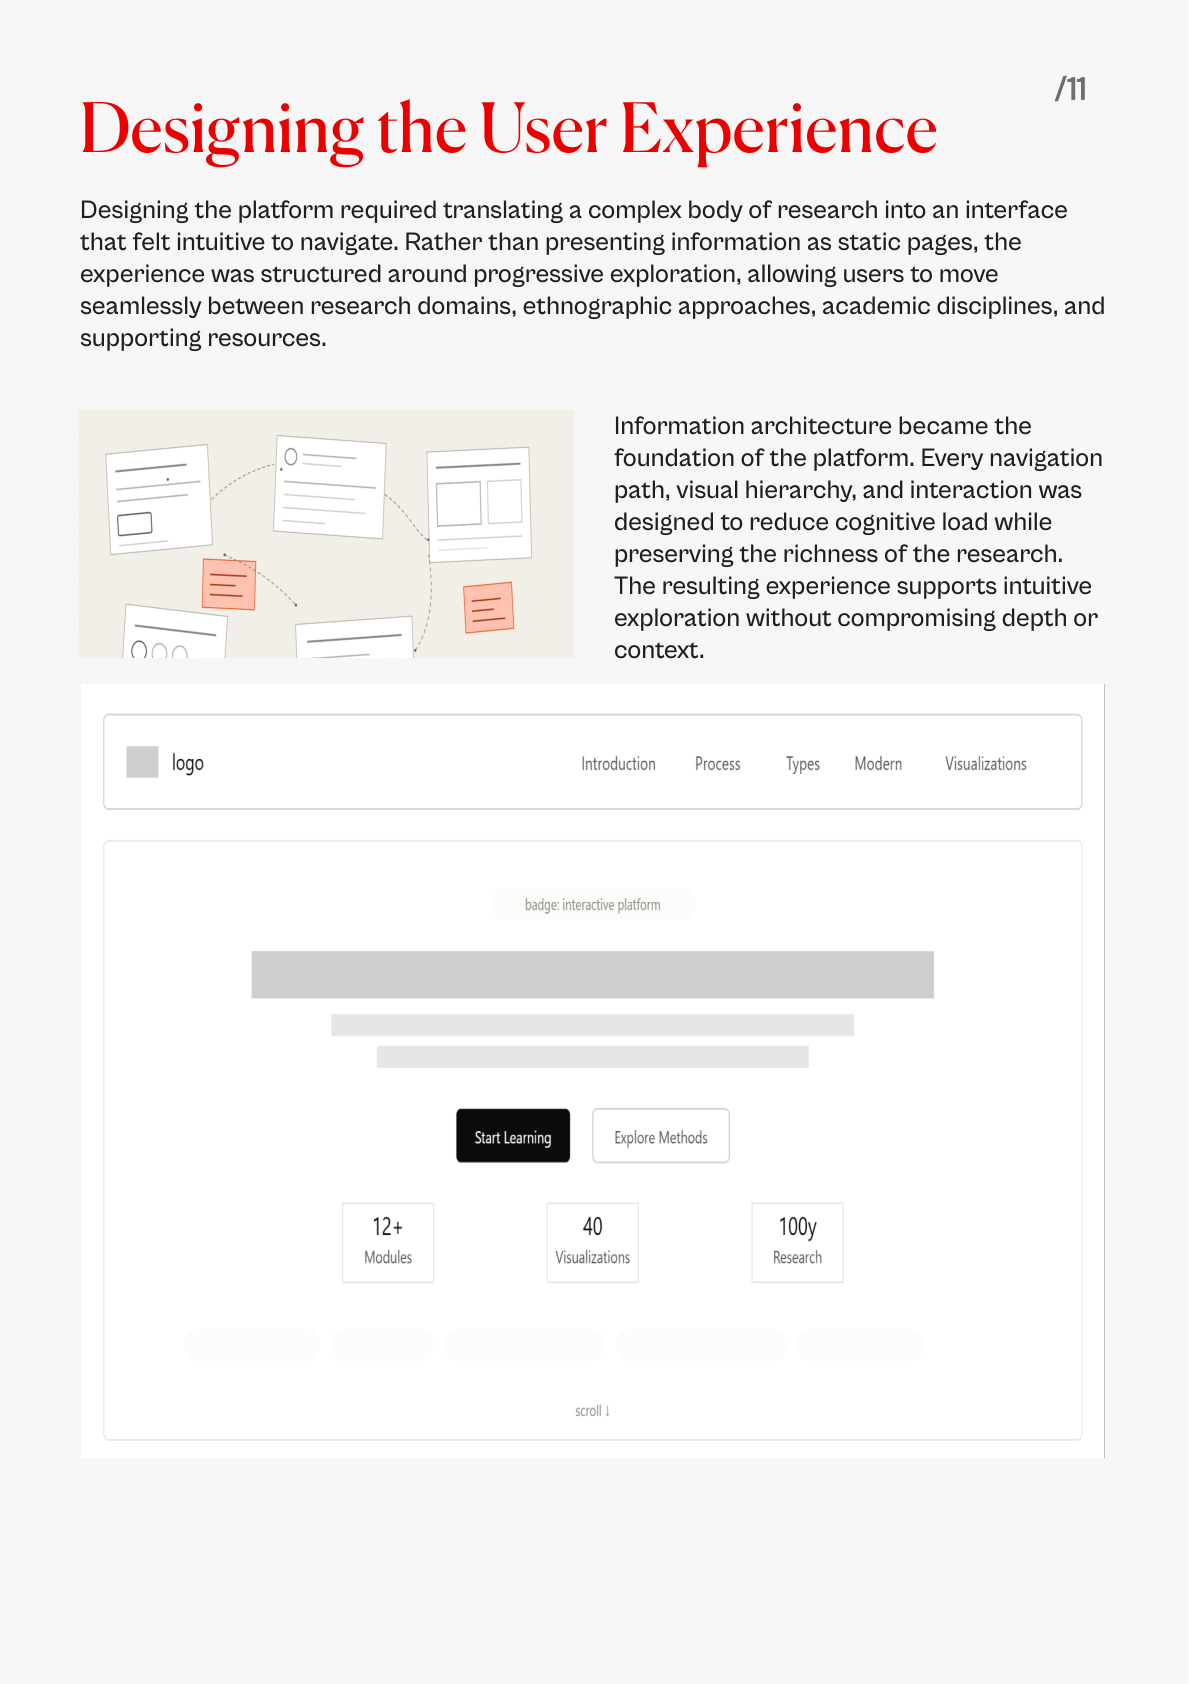 /11
Designing the User Experience
Designing the platform required translating a complex body of research into an interface
that felt intuitive to navigate. Rather than presenting information as static pages, the
experience was structured around progressive exploration, allowing users to move
seamlessly between research domains, ethnographic approaches, academic disciplines, and
supporting resources.
Information architecture became the
foundation of the platform. Every navigation
path, visual hierarchy, and interaction was
designed to reduce cognitive load while
preserving the richness of the research.
The resulting experience supports intuitive
exploration without compromising depth or
context.
logo Introduction Process Types Modern Visualizations
badge: interactive platform
Start Learning Explore Methods
12+ 40 100y
Modules Visualizations Research
scroll ↓